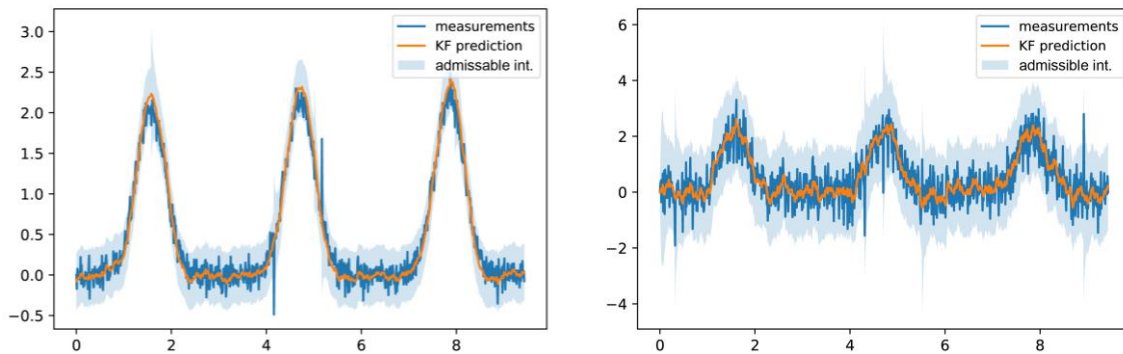 3.0
2.5
2.0
1.5
1.0
0.5
0.0
−0.5
0 2 4 6 8
measurements
KF prediction
admissable int.
6
4
2
0
−2
−4
0 2 4 6 8
measurements
KF prediction
admissible int.